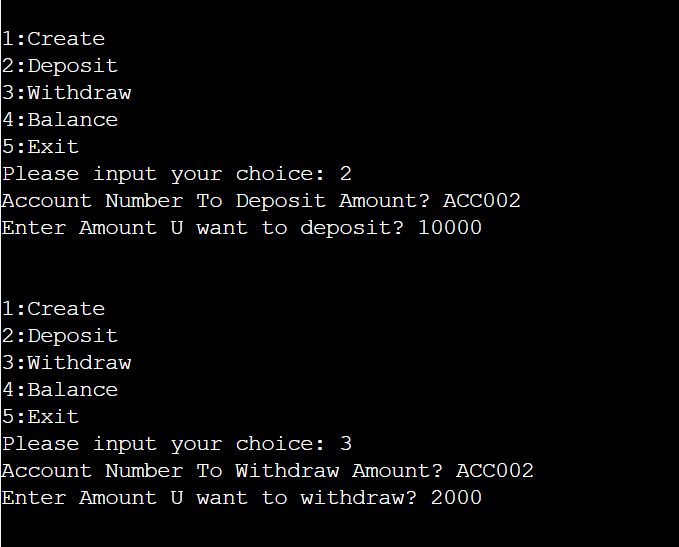 1:Create
2:Deposit
3:Withdraw
4:Balance
5:Exit
Please input your choice: 2
Account Number To Deposit Amount? ACC002
Enter Amount U want to deposit? 10000
1:Create
2:Deposit
3:Withdraw
4:Balance
5:Exit
Please input your choice: 3
Account Number To Withdraw Amount? ACC002
Enter Amount U want to withdraw? 2000